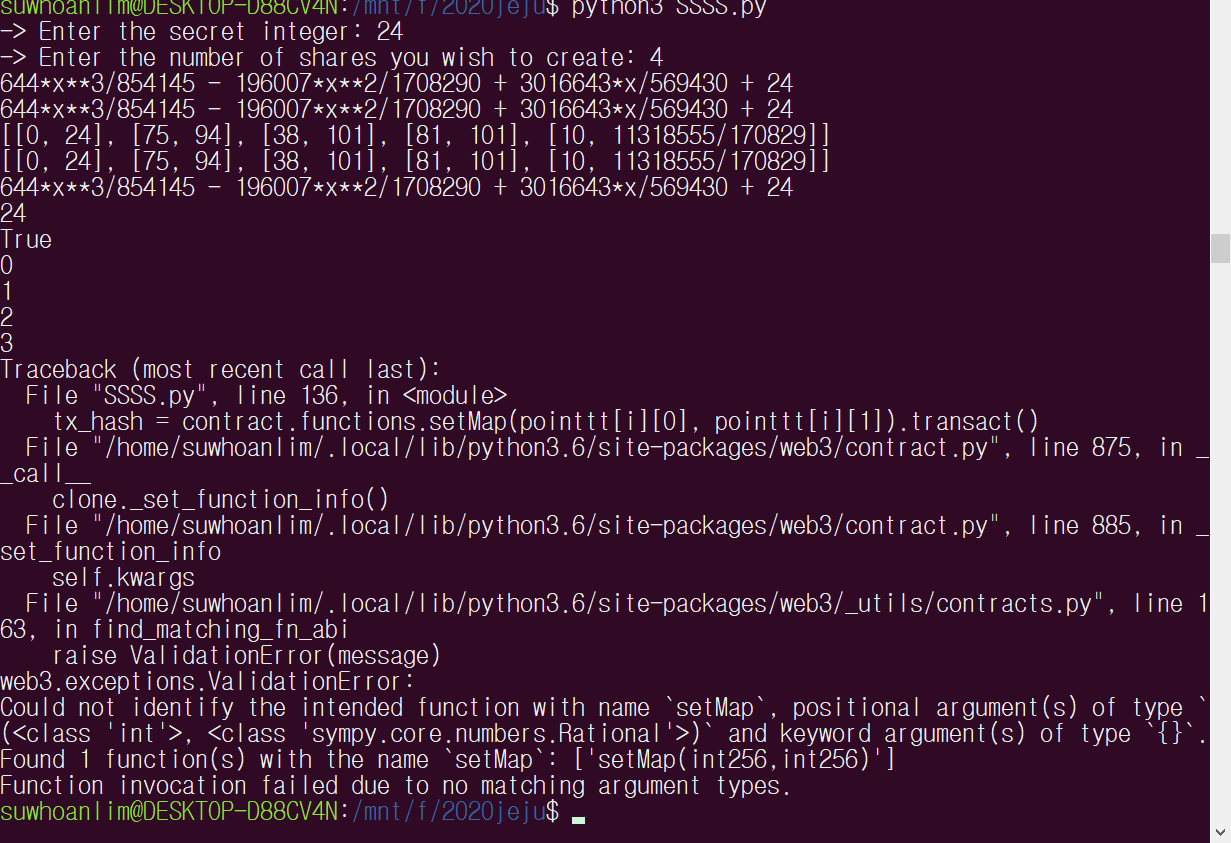 suwhoanlim@DESKTOP-D88CV4N:/mnt/f/2020jeju$ python3 SSSS.py
-> Enter the secret integer: 24
-> Enter the number of shares you wish to create: 4
644*x**3/854145 - 196007*x**2/1708290 + 3016643*x/569430 + 24
644*x**3/854145 - 196007*x**2/1708290 + 3016643*x/569430 + 24
[[0, 24], [75, 94], [38, 101], [81, 101], [10, 11318555/170829]]
[[0, 24], [75, 94], [38, 101], [81, 101], [10, 11318555/170829]]
644*x**3/854145 - 196007*x**2/1708290 + 3016643*x/569430 + 24
24
True
0
1
2
3
Traceback (most recent call last):
  File "SSSS.py", line 136, in <module>
    tx_hash = contract.functions.setMap(pointtt[i][0], pointtt[i][1]).transact()
  File "/home/suwhoanlim/.local/lib/python3.6/site-packages/web3/contract.py", line 875, in _
_call__
    clone._set_function_info()
  File "/home/suwhoanlim/.local/lib/python3.6/site-packages/web3/contract.py", line 885, in _
set_function_info
    self.kwargs
  File "/home/suwhoanlim/.local/lib/python3.6/site-packages/web3/_utils/contracts.py", line 1
63, in find_matching_fn_abi
    raise ValidationError(message)
web3.exceptions.ValidationError:
Could not identify the intended function with name `setMap`, positional argument(s) of type `
(<class 'int'>, <class 'sympy.core.numbers.Rational'>)` and keyword argument(s) of type `{}`.
Found 1 function(s) with the name `setMap`: ['setMap(int256,int256)']
Function invocation failed due to no matching argument types.
suwhoanlim@DESKTOP-D88CV4N:/mnt/f/2020jeju$